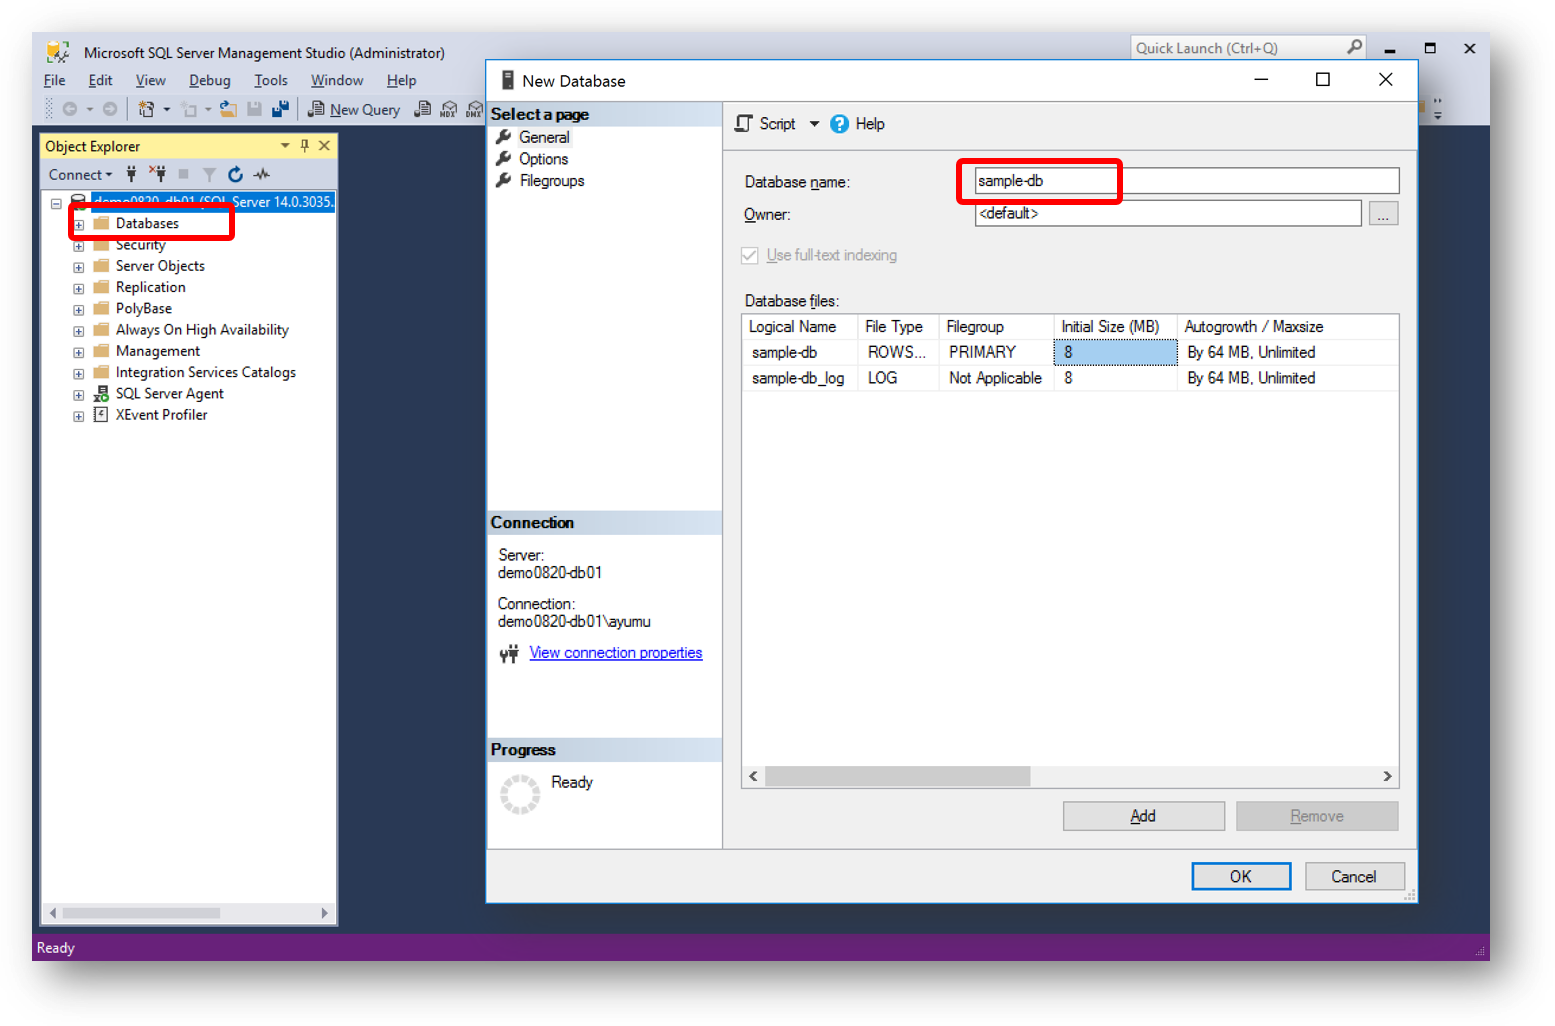 Microsoft SQL Server Management Studio (Administrator)
Quick Launch (Ctrl+Q)
File Edit View Debug Tools Window Help
New Query
MDX
DMX
Object Explorer
Connect
demo0820-db01 (SQL Server 14.0.3035.
Databases
Security
Server Objects
Replication
PolyBase
Always On High Availability
Management
Integration Services Catalogs
SQL Server Agent
XEvent Profiler
New Database
Select a page
General
Options
Filegroups
Connection
Server:
demo0820-db01
Connection:
demo0820-db01\ayumu
View connection properties
Progress
Ready
Script Help
Database name: sample-db
Owner: <default> ...
Use full-text indexing
Database files:
Logical Name File Type Filegroup Initial Size (MB) Autogrowth / Maxsize
sample-db ROWS... PRIMARY 8 By 64 MB, Unlimited
sample-db_log LOG Not Applicable 8 By 64 MB, Unlimited
Add Remove
OK Cancel
Ready